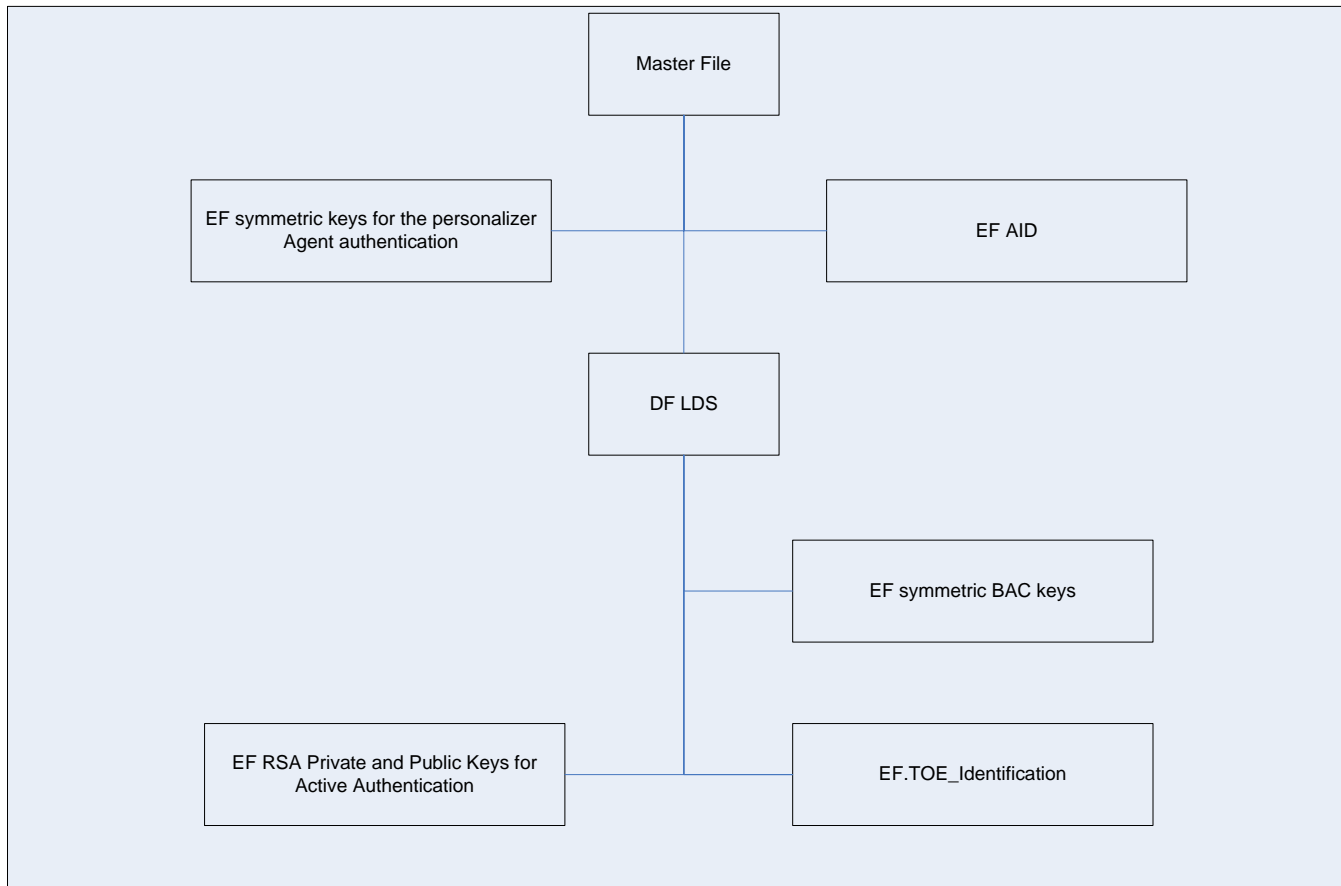 Master File
EF symmetric keys for the personalizer
Agent authentication
EF AID
DF LDS
EF symmetric BAC keys
EF RSA Private and Public Keys for
Active Authentication
EF.TOE_Identification